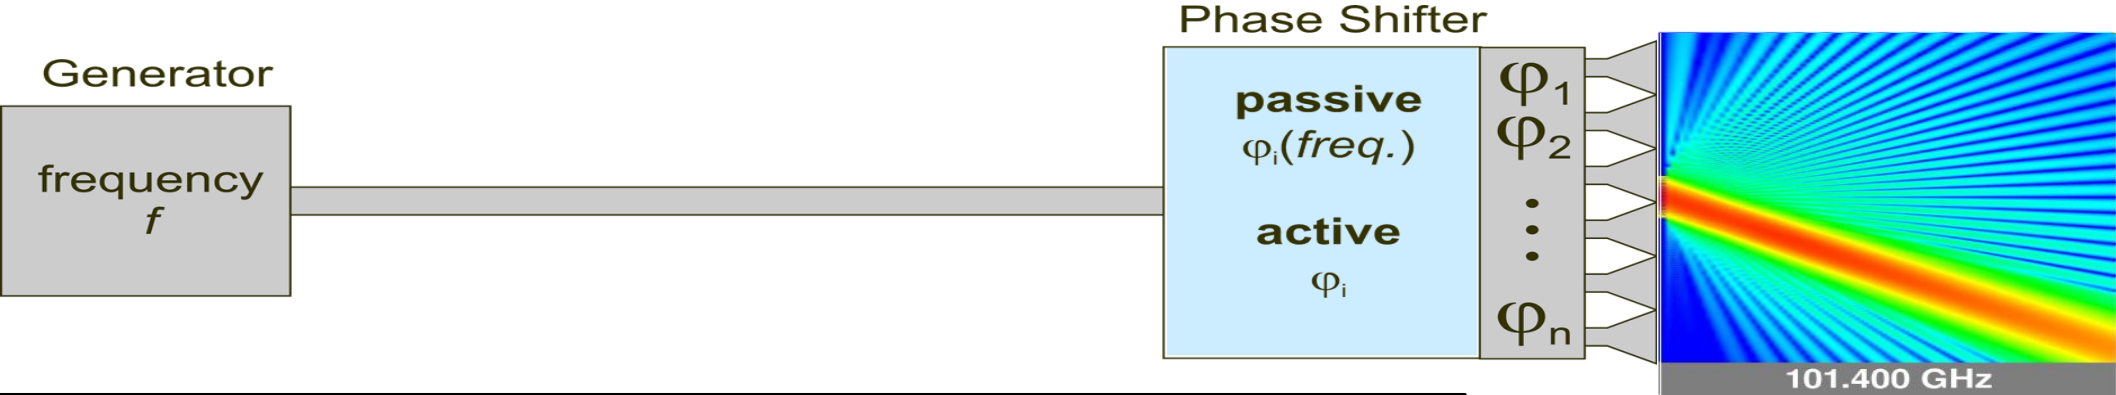 Generator
frequency
f
Phase Shifter
passive
φi(freq.)
active
φi
φ1
φ2
⋮
φn
101.400 GHz